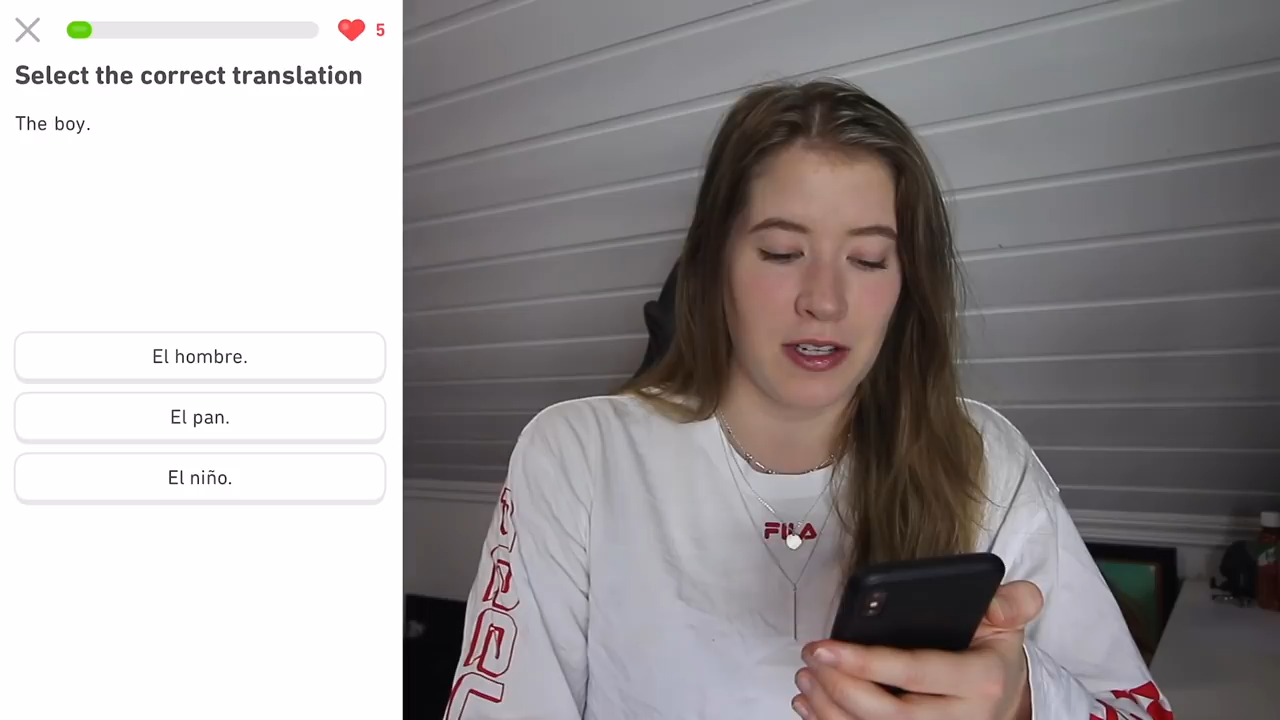 5
Select the correct translation
The boy.
El hombre.
El pan.
El niño.
FILA